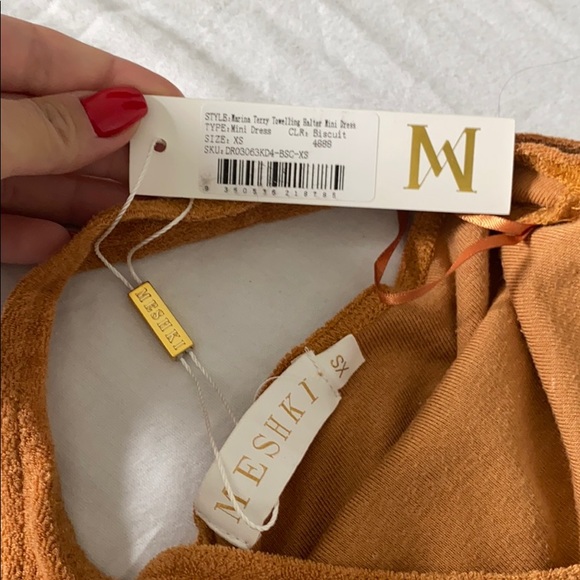 STYLE:Marina Terry Towelling Halter Mini Dress
TYPE:Mini Dress CLR: Biscuit
SIZE: XS 4088
SKU:DR03063KD4-BSC-XS
M
MESHKI
XS
MESHKI